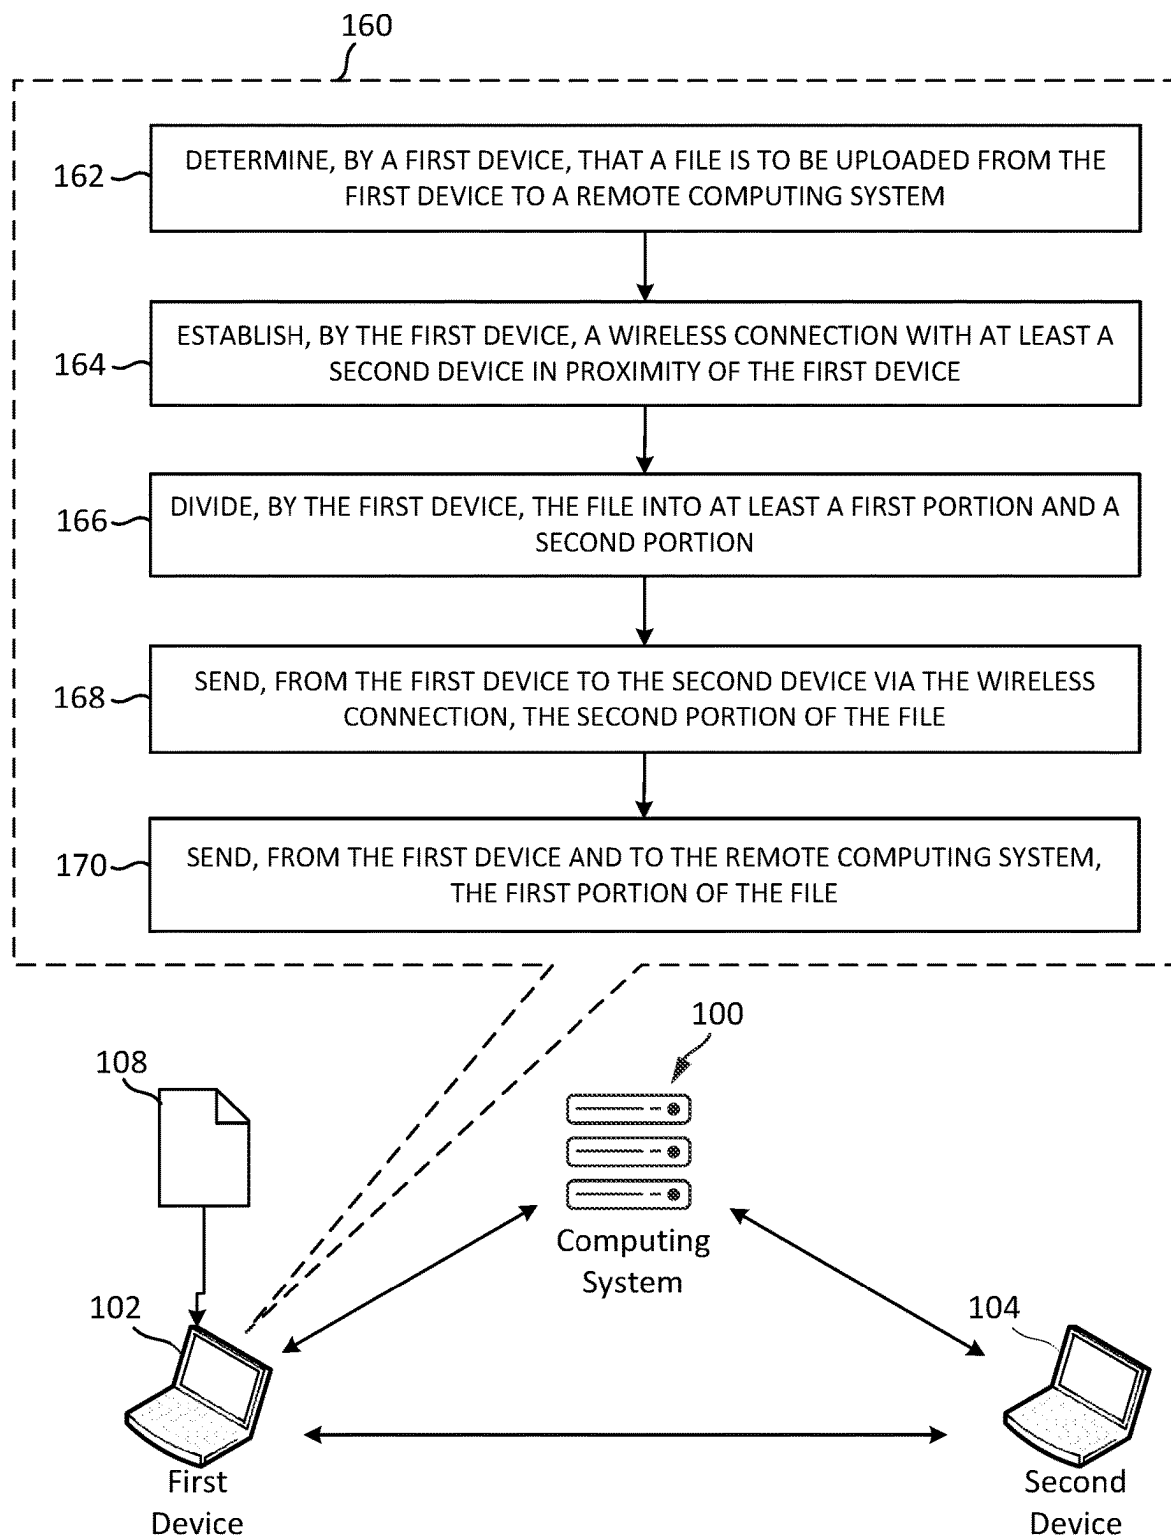 160
162
DETERMINE, BY A FIRST DEVICE, THAT A FILE IS TO BE UPLOADED FROM THE
FIRST DEVICE TO A REMOTE COMPUTING SYSTEM
164
ESTABLISH, BY THE FIRST DEVICE, A WIRELESS CONNECTION WITH AT LEAST A
SECOND DEVICE IN PROXIMITY OF THE FIRST DEVICE
166
DIVIDE, BY THE FIRST DEVICE, THE FILE INTO AT LEAST A FIRST PORTION AND A
SECOND PORTION
168
SEND, FROM THE FIRST DEVICE TO THE SECOND DEVICE VIA THE WIRELESS
CONNECTION, THE SECOND PORTION OF THE FILE
170
SEND, FROM THE FIRST DEVICE AND TO THE REMOTE COMPUTING SYSTEM,
THE FIRST PORTION OF THE FILE
100
108
Computing
System
102
104
First
Device
Second
Device